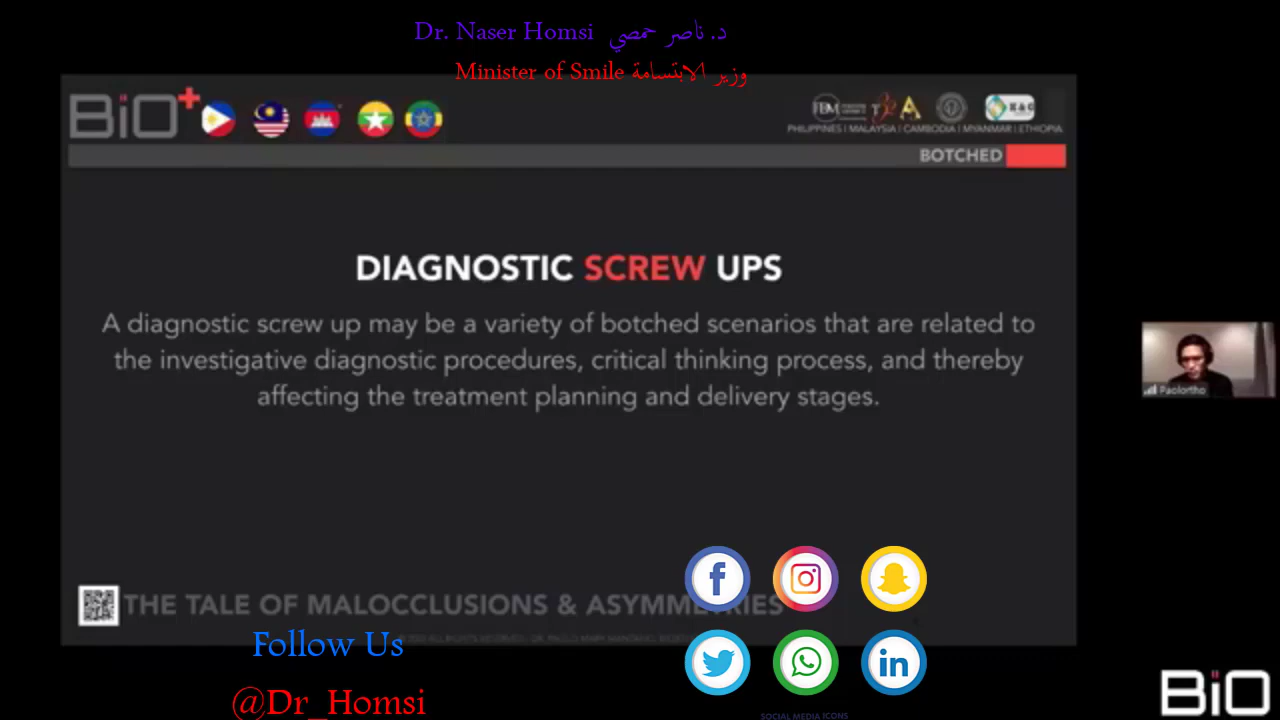 Dr. Naser Homsi د. ناصر حمصي
Minister of Smile وزير الابتسامة
BiO+
PHILIPPINES | MALAYSIA | CAMBODIA | MYANMAR | ETHIOPIA
BOTCHED
DIAGNOSTIC SCREW UPS
A diagnostic screw up may be a variety of botched scenarios that are related to
the investigative diagnostic procedures, critical thinking process, and thereby
affecting the treatment planning and delivery stages.
Paolortho
THE TALE OF MALOCCLUSIONS & ASYMMETRIES
Follow Us
@Dr_Homsi
SOCIAL MEDIA ICONS
BiO